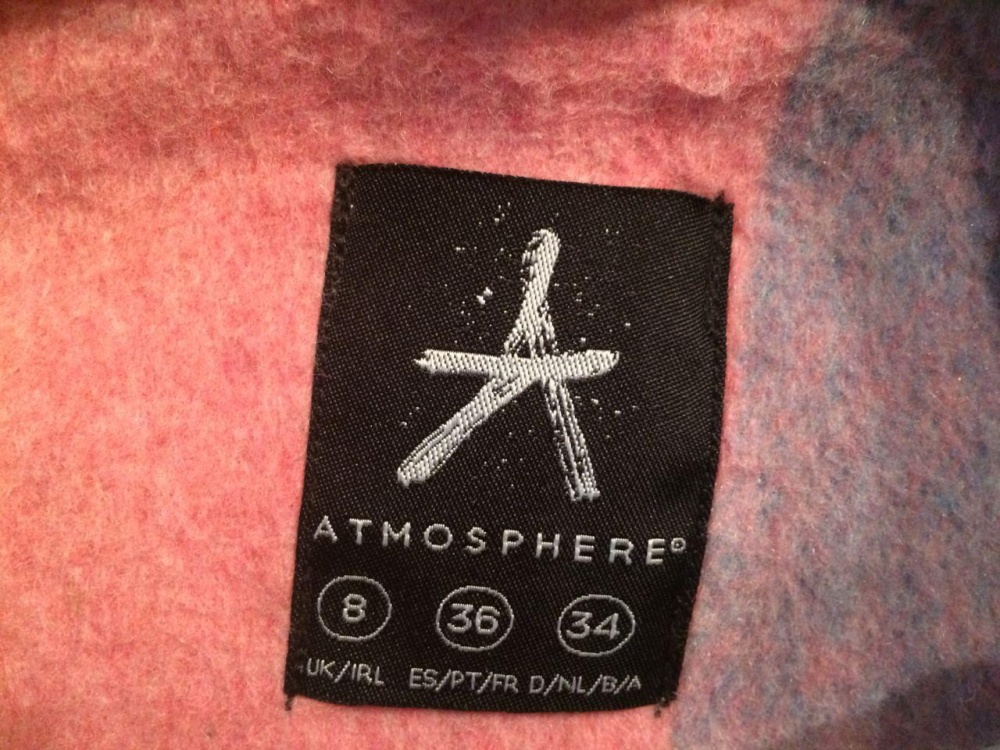 ATMOSPHERE®
8 36 34
UK/IRL ES/PT/FR D/NL/B/A